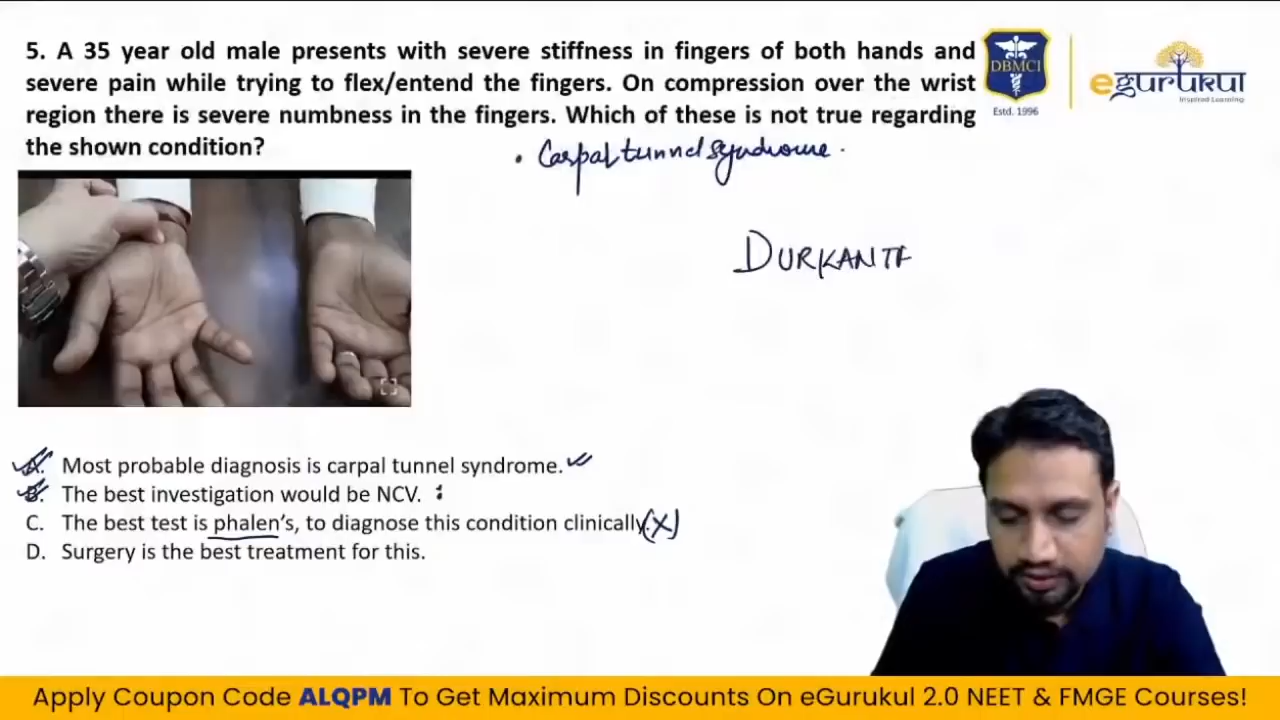 5. A 35 year old male presents with severe stiffness in fingers of both hands and
severe pain while trying to flex/entend the fingers. On compression over the wrist
region there is severe numbness in the fingers. Which of these is not true regarding
the shown condition?
• Carpal tunnel syndrome.
DURKANTE
DBMCI
Estd. 1996
eGurukul
Inspired Learning
A. Most probable diagnosis is carpal tunnel syndrome.
B. The best investigation would be NCV.
C. The best test is phalen's, to diagnose this condition clinically. (X)
D. Surgery is the best treatment for this.
Apply Coupon Code ALQPM To Get Maximum Discounts On eGurukul 2.0 NEET & FMGE Courses!